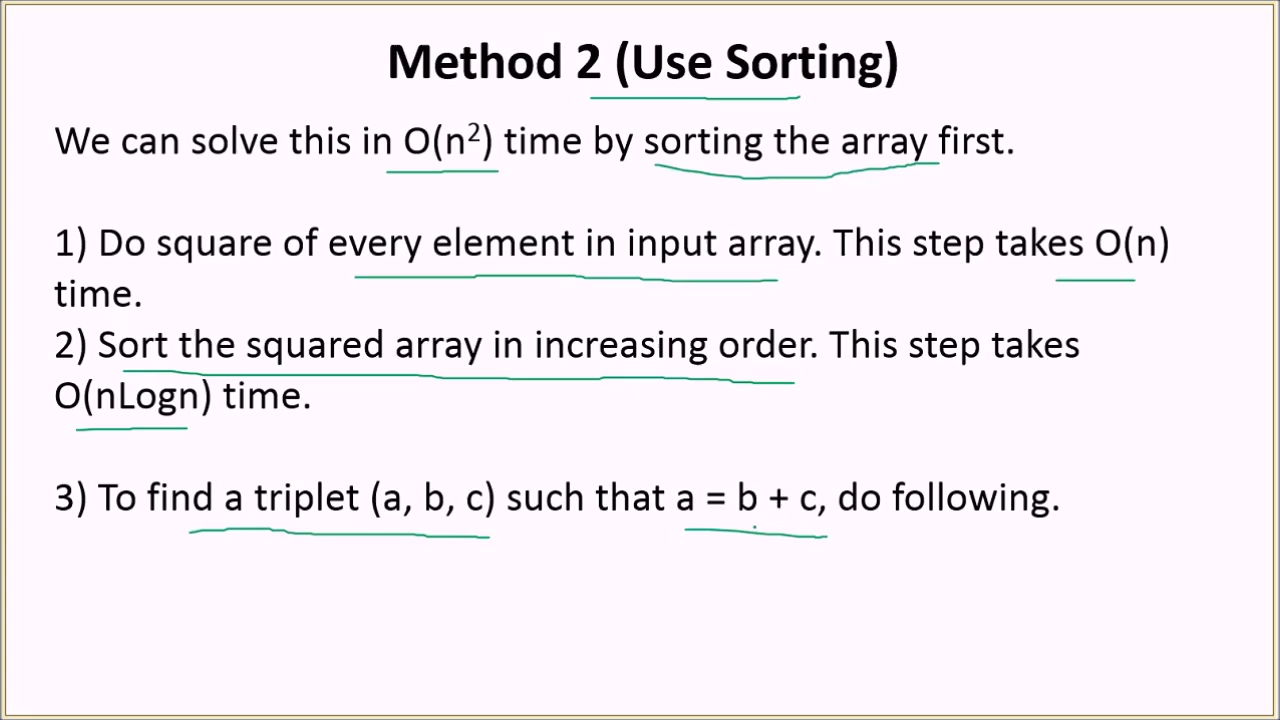 Method 2 (Use Sorting)
We can solve this in O(n²) time by sorting the array first.
1) Do square of every element in input array. This step takes O(n)
time.
2) Sort the squared array in increasing order. This step takes
O(nLogn) time.
3) To find a triplet (a, b, c) such that a = b + c, do following.